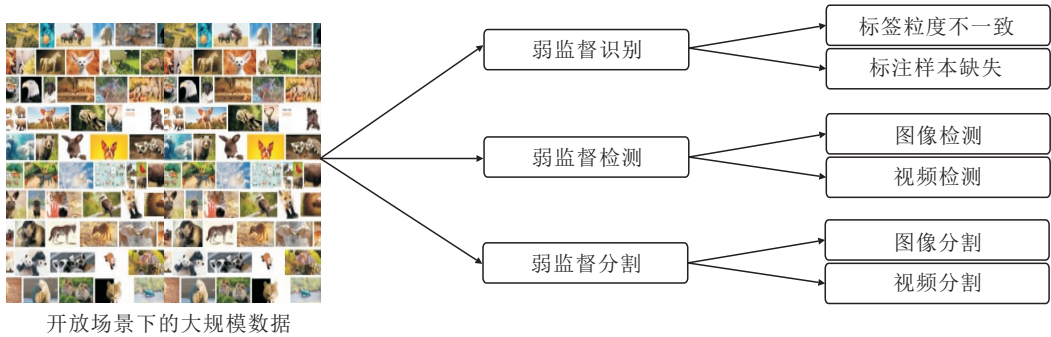 弱监督识别
标签粒度不一致
标注样本缺失
弱监督检测
图像检测
视频检测
弱监督分割
图像分割
视频分割
开放场景下的大规模数据